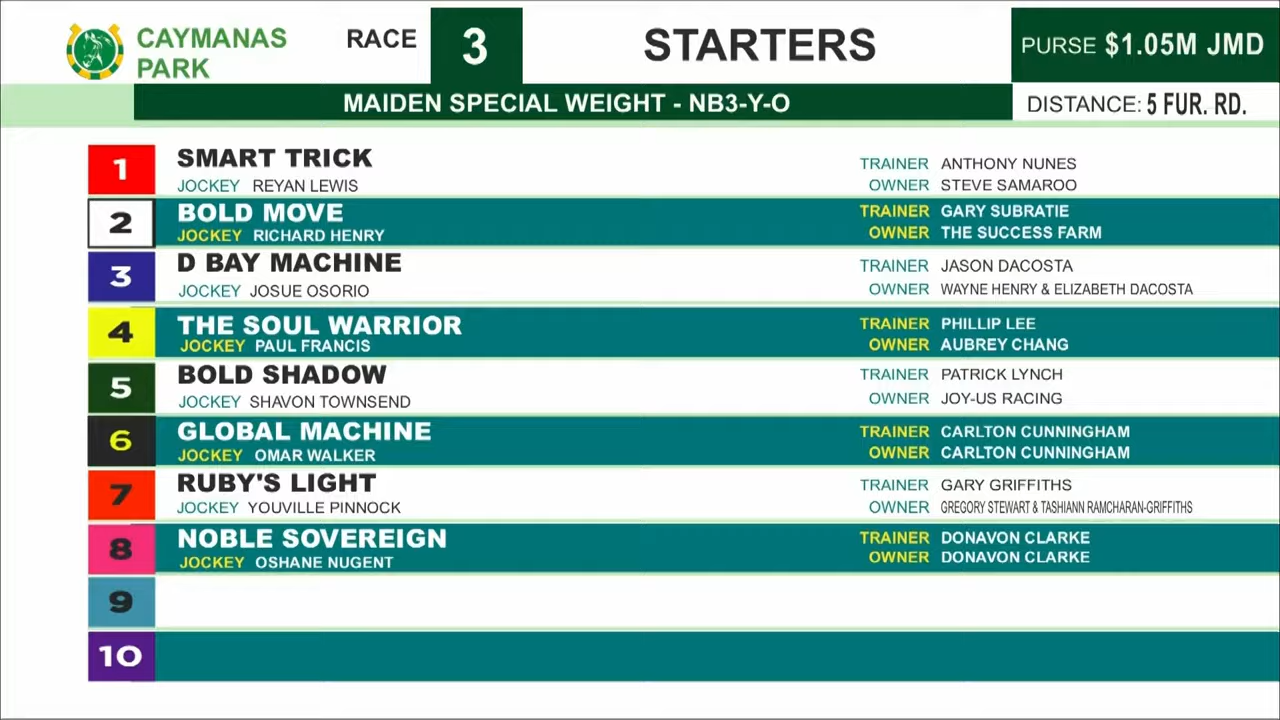 CAYMANAS PARK
RACE 3
STARTERS
PURSE $1.05M JMD
MAIDEN SPECIAL WEIGHT - NB3-Y-O
DISTANCE: 5 FUR. RD.
1 SMART TRICK
JOCKEY REYAN LEWIS
TRAINER ANTHONY NUNES
OWNER STEVE SAMAROO
2 BOLD MOVE
JOCKEY RICHARD HENRY
TRAINER GARY SUBRATIE
OWNER THE SUCCESS FARM
3 D BAY MACHINE
JOCKEY JOSUE OSORIO
TRAINER JASON DACOSTA
OWNER WAYNE HENRY & ELIZABETH DACOSTA
4 THE SOUL WARRIOR
JOCKEY PAUL FRANCIS
TRAINER PHILLIP LEE
OWNER AUBREY CHANG
5 BOLD SHADOW
JOCKEY SHAVON TOWNSEND
TRAINER PATRICK LYNCH
OWNER JOY-US RACING
6 GLOBAL MACHINE
JOCKEY OMAR WALKER
TRAINER CARLTON CUNNINGHAM
OWNER CARLTON CUNNINGHAM
7 RUBY'S LIGHT
JOCKEY YOUVILLE PINNOCK
TRAINER GARY GRIFFITHS
OWNER GREGORY STEWART & TASHIANN RAMCHARAN-GRIFFITHS
8 NOBLE SOVEREIGN
JOCKEY OSHANE NUGENT
TRAINER DONAVON CLARKE
OWNER DONAVON CLARKE
9
10